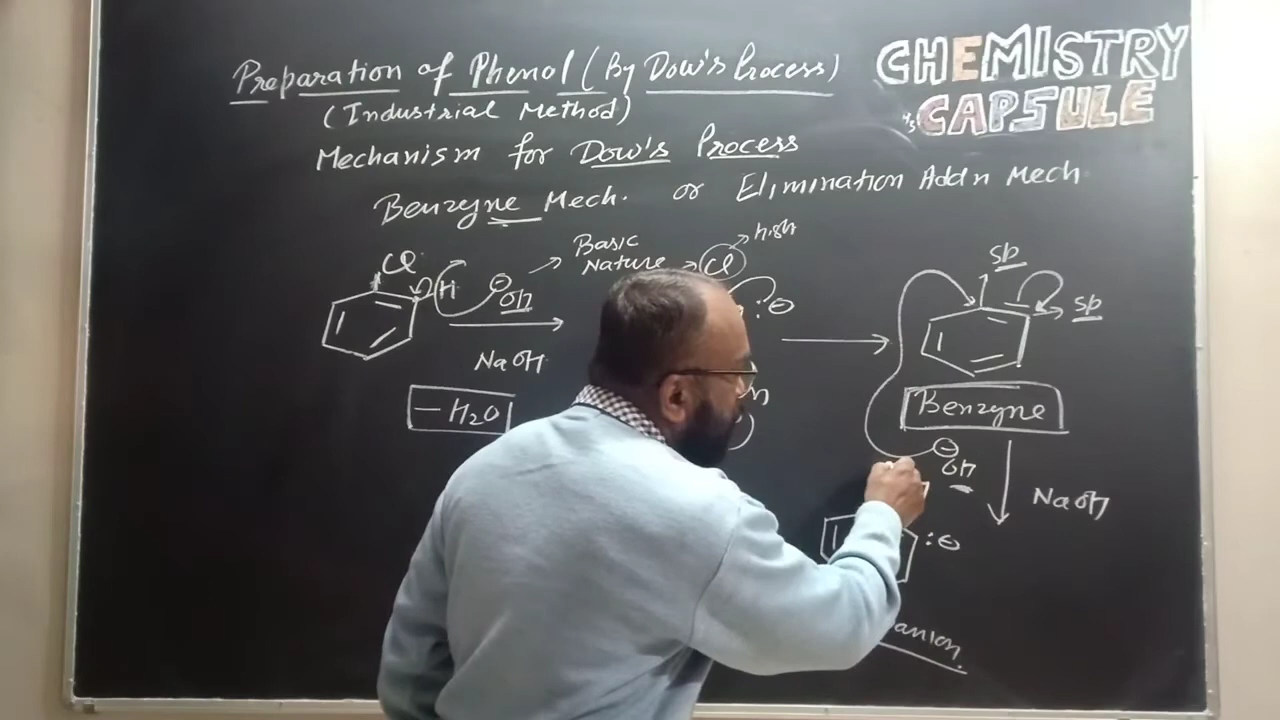 CHEMISTRY
CAPSULE
Preparation of Phenol (By Dow's Process)
(Industrial Method)
Mechanism for Dow's Process
Benzyne Mech. or Elimination Addn Mech
Cl
H
⊖
OH
NaOH
– H2O
Basic
Nature
Cl
High
:⊖
sp
sp
Benzyne
⊖
OH
NaOH
:⊖
anion